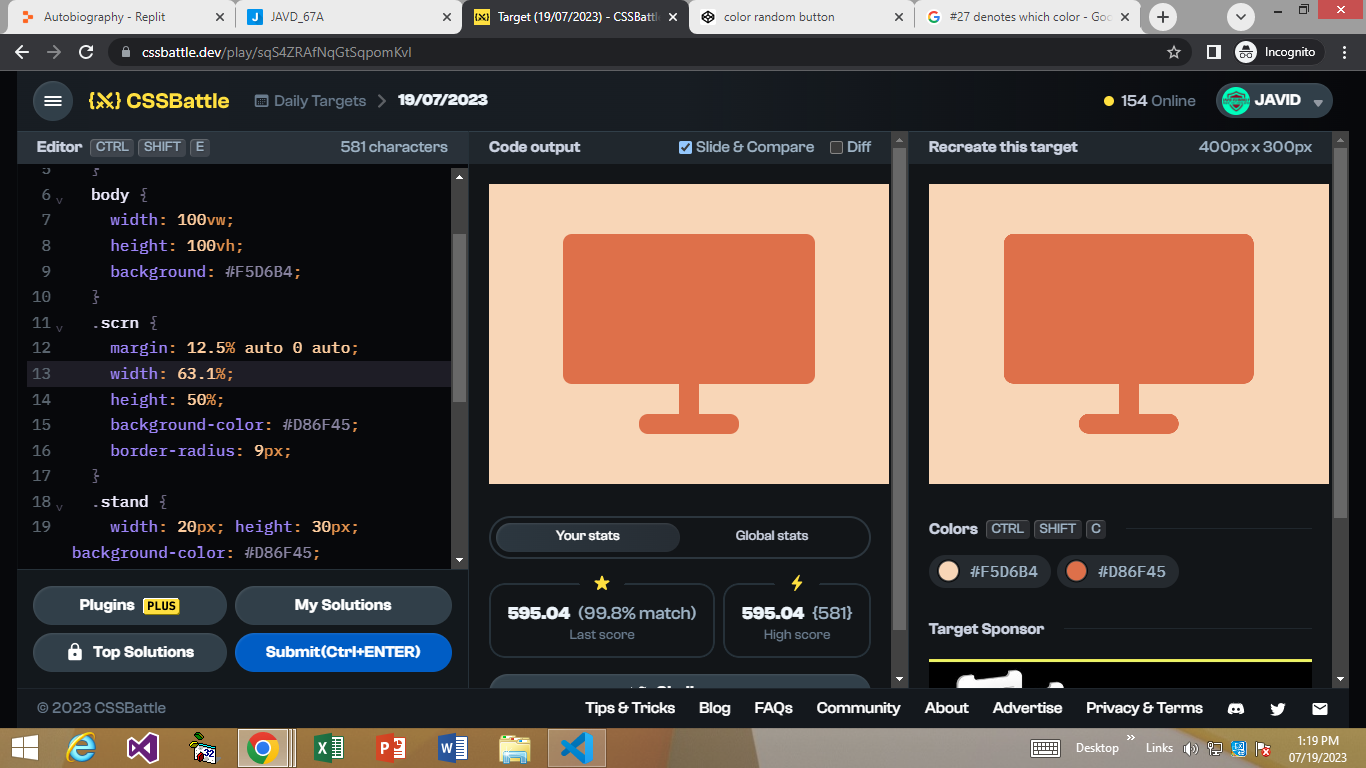 Autobiography - Replit
JAVD_67A
Target (19/07/2023) - CSSBattle
color random button
#27 denotes which color - Goo
cssbattle.dev/play/sqS4ZRAfNqGtSqpomKvl
Incognito
CSSBattle
Daily Targets
19/07/2023
154 Online
JAVID
Editor CTRL SHIFT E 581 characters
Code output Slide & Compare Diff
Recreate this target 400px x 300px
5 }
6 body {
7 width: 100vw;
8 height: 100vh;
9 background: #F5D6B4;
10 }
11 .scrn {
12 margin: 12.5% auto 0 auto;
13 width: 63.1%;
14 height: 50%;
15 background-color: #D86F45;
16 border-radius: 9px;
17 }
18 .stand {
19 width: 20px; height: 30px;
background-color: #D86F45;
Plugins PLUS
My Solutions
Top Solutions
Submit(Ctrl+ENTER)
Your stats
Global stats
595.04 (99.8% match)
Last score
595.04 {581}
High score
Colors CTRL SHIFT C
#F5D6B4
#D86F45
Target Sponsor
© 2023 CSSBattle
Tips & Tricks Blog FAQs Community About Advertise Privacy & Terms
Desktop
Links
1:19 PM
07/19/2023